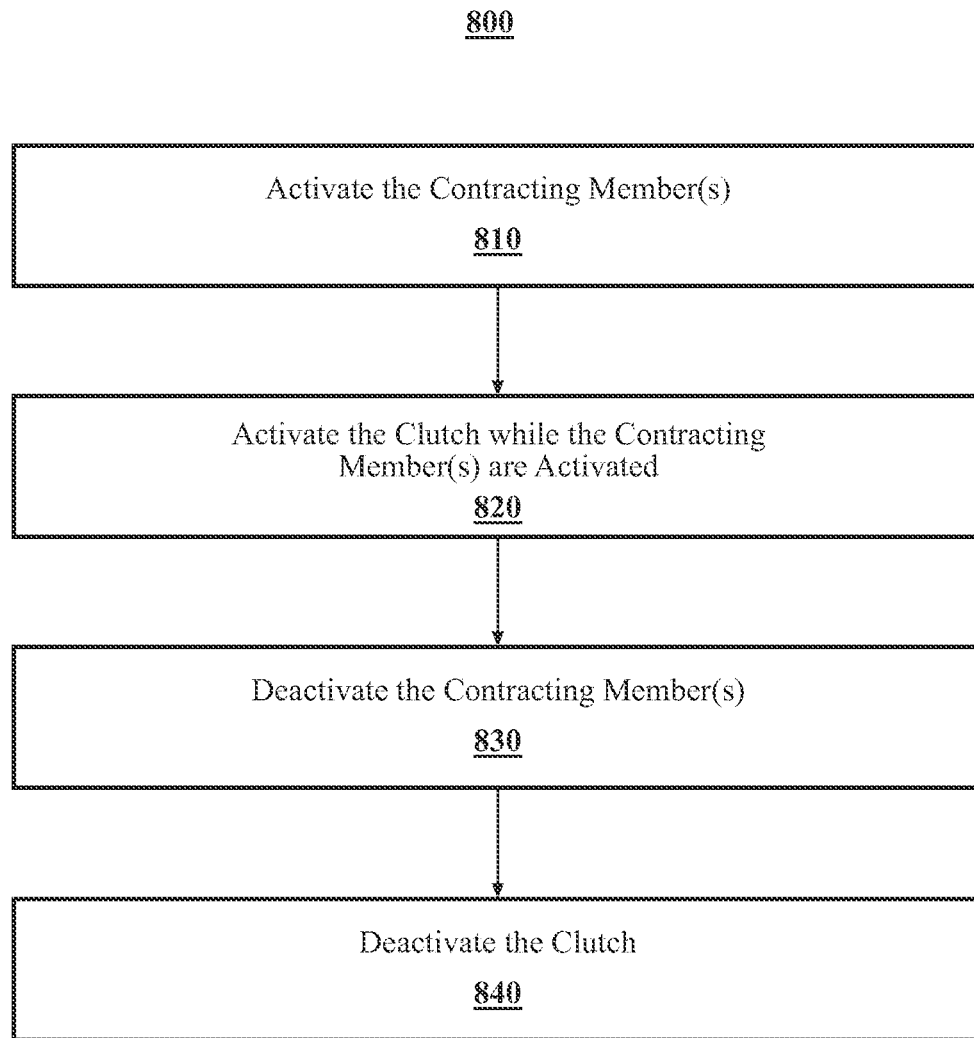 800
Activate the Contracting Member(s)
810
Activate the Clutch while the Contracting
Member(s) are Activated
820
Deactivate the Contracting Member(s)
830
Deactivate the Clutch
840